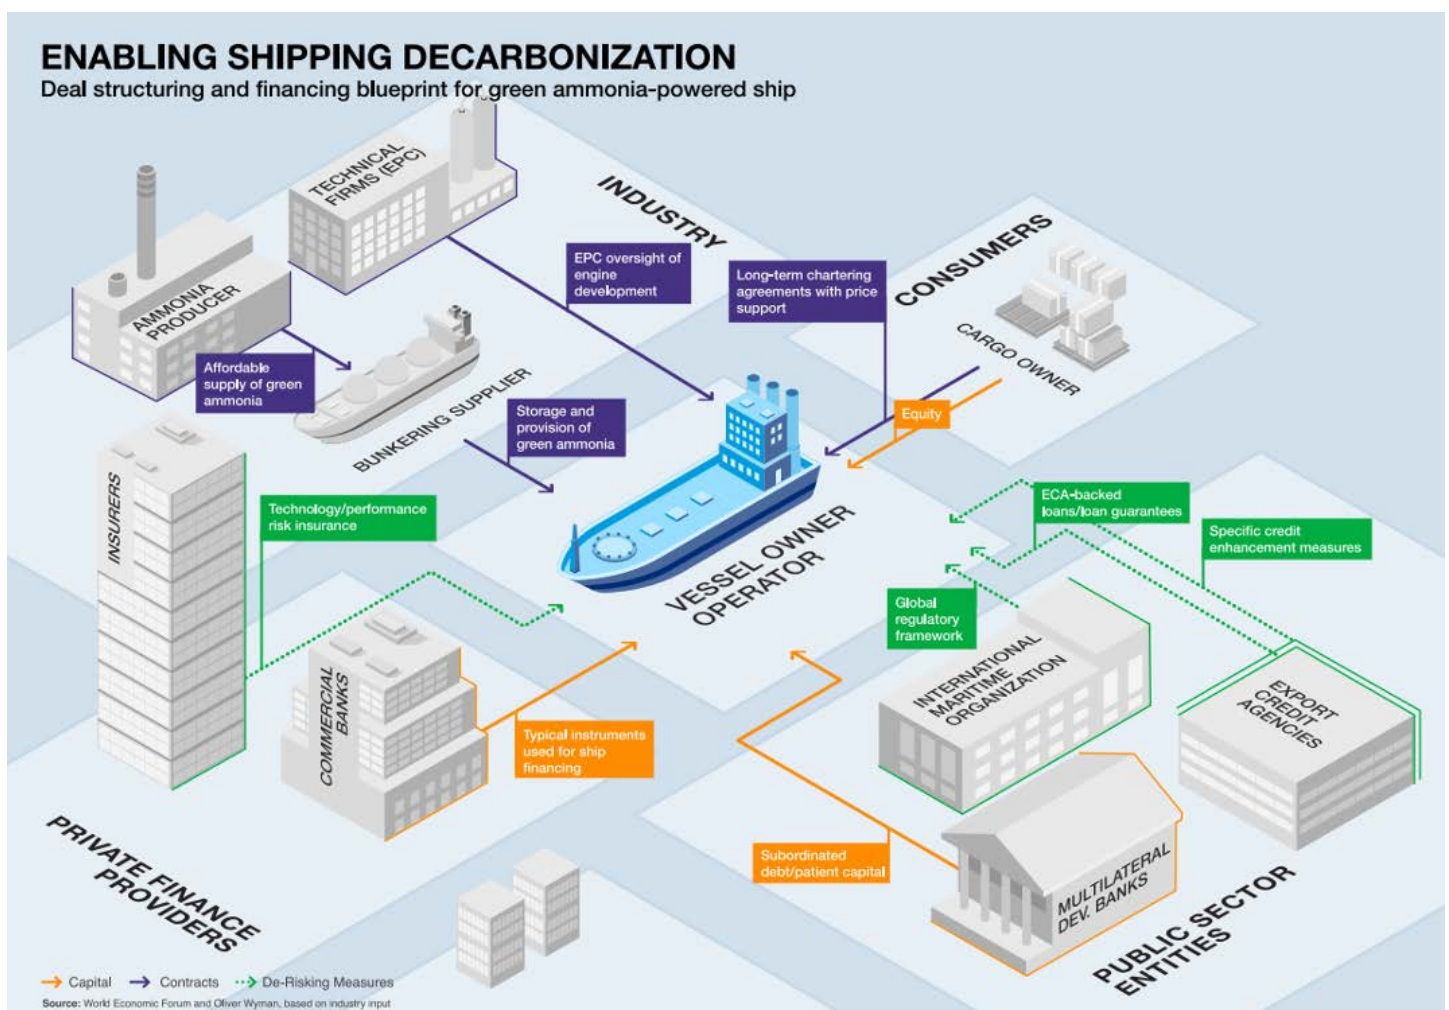 ENABLING SHIPPING DECARBONIZATION
Deal structuring and financing blueprint for green ammonia-powered ship
TECHNICAL
FIRMS (EPC)
INDUSTRY
AMMONIA
PRODUCER
EPC oversight of
engine
development
Long-term chartering
agreements with price
support
CONSUMERS
CARGO OWNER
Affordable
supply of green
ammonia
BUNKERING SUPPLIER
Storage and
provision of
green ammonia
Equity
INSURERS
Technology/performance
risk insurance
VESSEL OWNER
OPERATOR
ECA-backed
loans/loan guarantees
Specific credit
enhancement measures
Global
regulatory
framework
COMMERCIAL
BANKS
Typical instruments
used for ship
financing
INTERNATIONAL
MARITIME
ORGANIZATION
EXPORT
CREDIT
AGENCIES
Subordinated
debt/patient capital
MULTILATERAL
DEV. BANKS
PRIVATE FINANCE
PROVIDERS
PUBLIC SECTOR
ENTITIES
Capital
Contracts
De-Risking Measures
Source: World Economic Forum and Oliver Wyman, based on industry input